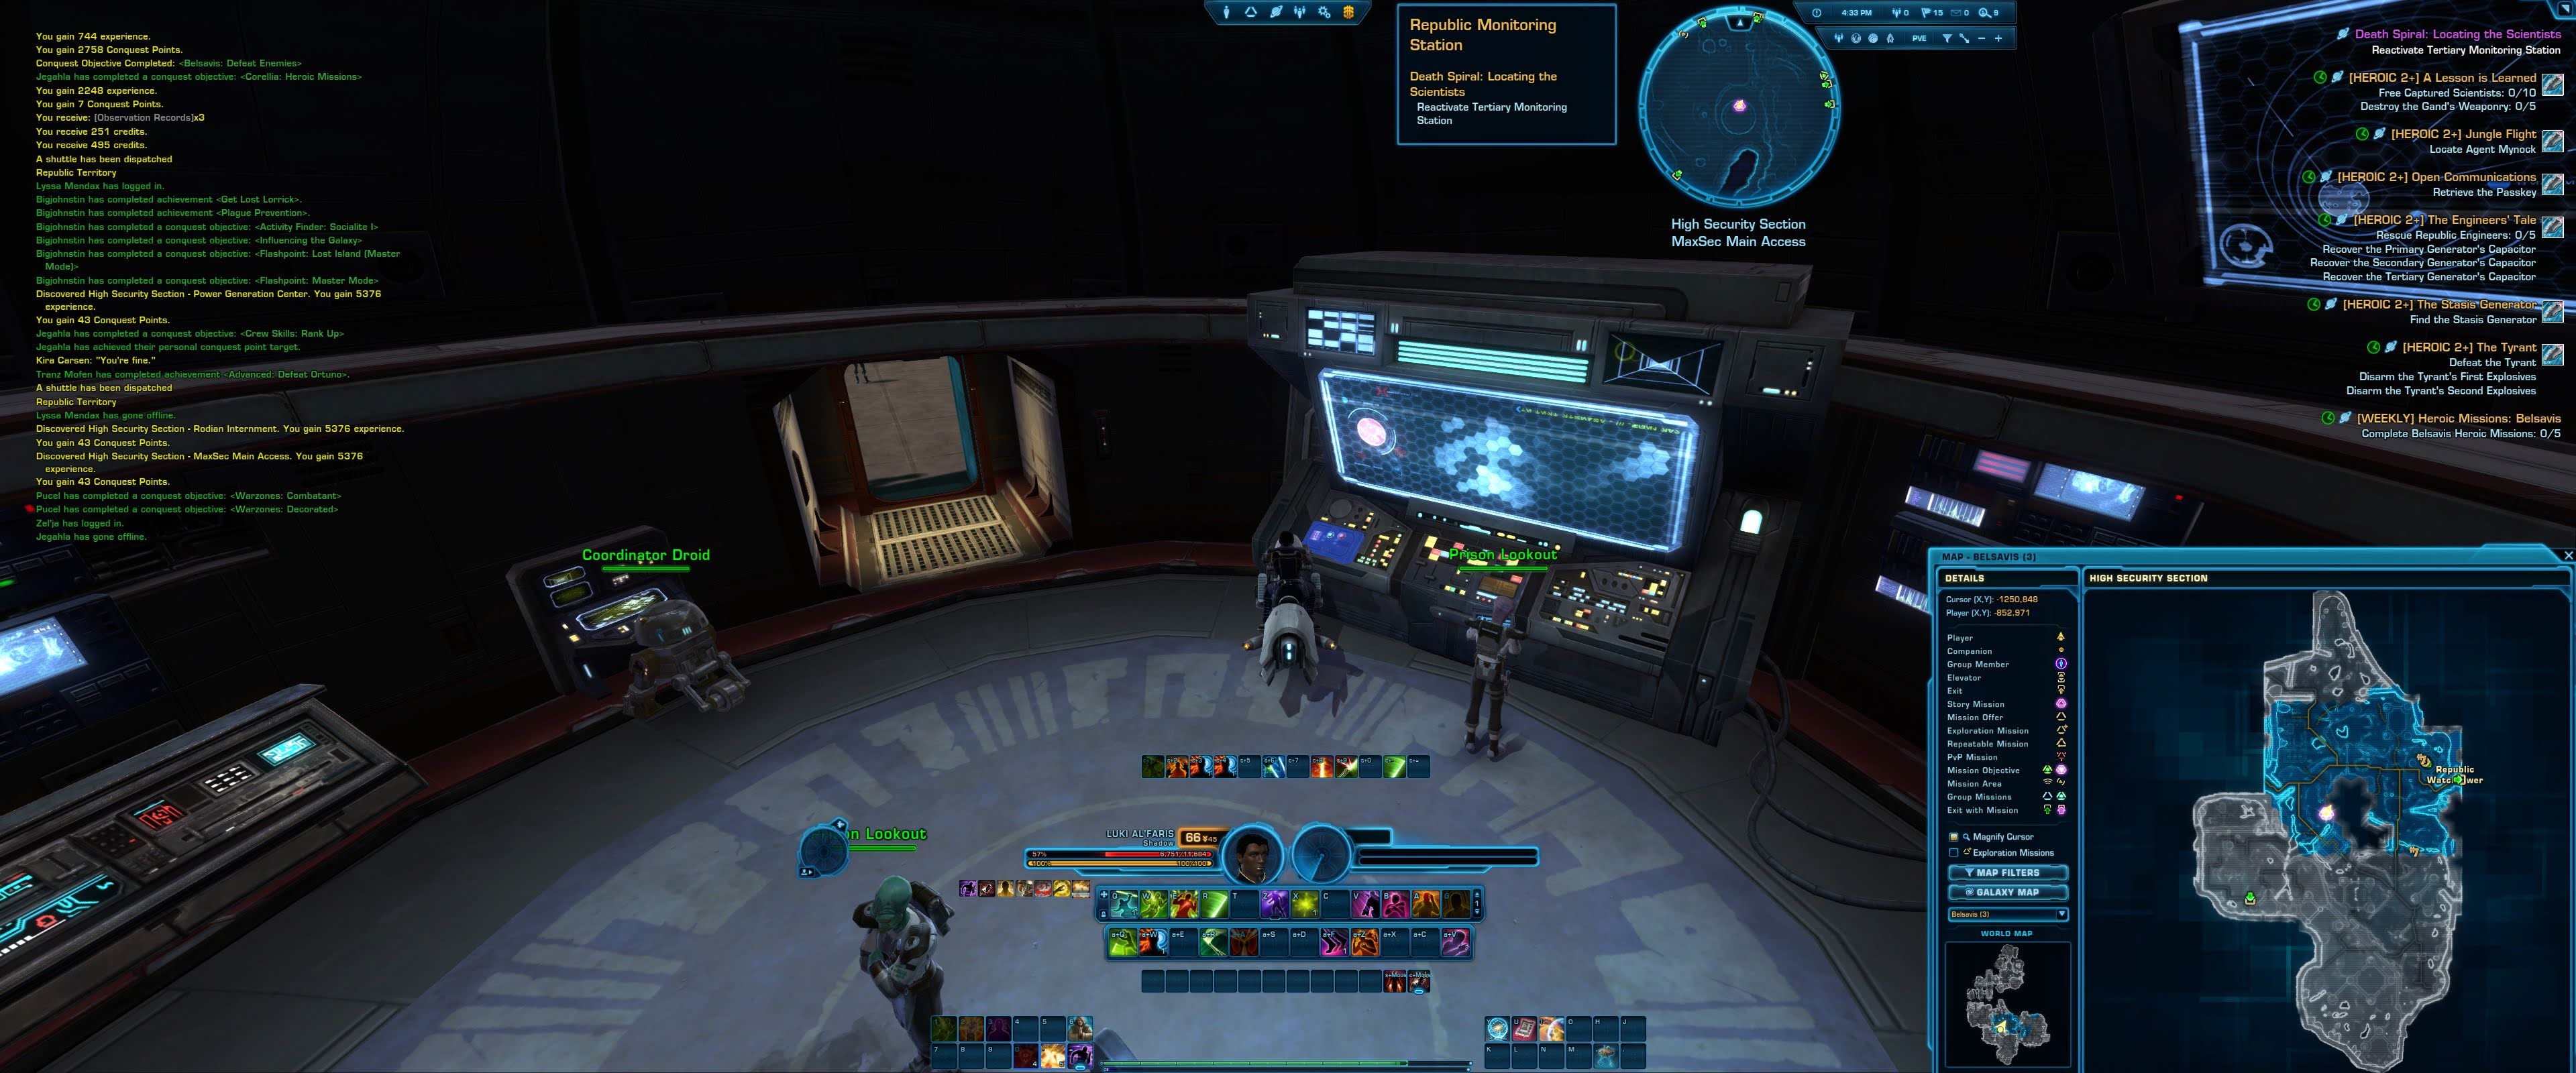 You gain 744 experience.
You gain 2758 Conquest Points.
Conquest Objective Completed: <Belsavis: Defeat Enemies>
Jegahla has completed a conquest objective: <Corellia: Heroic Missions>
You gain 2248 experience.
You gain 7 Conquest Points.
You receive: [Observation Records]x3
You receive 251 credits.
You receive 495 credits.
A shuttle has been dispatched
Republic Territory
Lyssa Mendax has logged in.
Bigjohnstin has completed achievement <Get Lost Lorrick>.
Bigjohnstin has completed achievement <Plague Prevention>.
Bigjohnstin has completed a conquest objective: <Activity Finder: Socialite I>
Bigjohnstin has completed a conquest objective: <Influencing the Galaxy>
Bigjohnstin has completed a conquest objective: <Flashpoint: Lost Island (Master
Mode)>
Bigjohnstin has completed a conquest objective: <Flashpoint: Master Mode>
Discovered High Security Section - Power Generation Center. You gain 5376
experience.
You gain 43 Conquest Points.
Jegahla has completed a conquest objective: <Crew Skills: Rank Up>
Jegahla has achieved their personal conquest point target.
Kira Carsen: "You're fine."
Tranz Mofen has completed achievement <Advanced: Defeat Ortuno>.
A shuttle has been dispatched
Republic Territory
Lyssa Mendax has gone offline.
Discovered High Security Section - Rodian Internment. You gain 5376 experience.
You gain 43 Conquest Points.
Discovered High Security Section - MaxSec Main Access. You gain 5376
experience.
You gain 43 Conquest Points.
Pucel has completed a conquest objective: <Warzones: Combatant>
Pucel has completed a conquest objective: <Warzones: Decorated>
Zel'ja has logged in.
Jegahla has gone offline.
Republic Monitoring
Station
Death Spiral: Locating the
Scientists
Reactivate Tertiary Monitoring
Station
4:33 PM
0
15
0
9
PVE
High Security Section
MaxSec Main Access
Death Spiral: Locating the Scientists
Reactivate Tertiary Monitoring Station
[HEROIC 2+] A Lesson is Learned
Free Captured Scientists: 0/10
Destroy the Gand's Weaponry: 0/5
[HEROIC 2+] Jungle Flight
Locate Agent Mynock
[HEROIC 2+] Open Communications
Retrieve the Passkey
[HEROIC 2+] The Engineers' Tale
Rescue Republic Engineers: 0/5
Recover the Primary Generator's Capacitor
Recover the Secondary Generator's Capacitor
Recover the Tertiary Generator's Capacitor
[HEROIC 2+] The Stasis Generator
Find the Stasis Generator
[HEROIC 2+] The Tyrant
Defeat the Tyrant
Disarm the Tyrant's First Explosives
Disarm the Tyrant's Second Explosives
[WEEKLY] Heroic Missions: Belsavis
Complete Belsavis Heroic Missions: 0/5
Coordinator Droid
Prison Lookout
Lookout
LUKI AL'FARIS
Shadow
66
45
57%
6,751/11,684
100%
100/100
MAP - BELSAVIS (3)
DETAILS
Cursor (X,Y): -1250,848
Player (X,Y): -852,971
Player
Companion
Group Member
Elevator
Exit
Story Mission
Mission Offer
Exploration Mission
Repeatable Mission
PvP Mission
Mission Objective
Mission Area
Group Missions
Exit with Mission
Magnify Cursor
Exploration Missions
MAP FILTERS
GALAXY MAP
Belsavis (3)
WORLD MAP
HIGH SECURITY SECTION
Republic